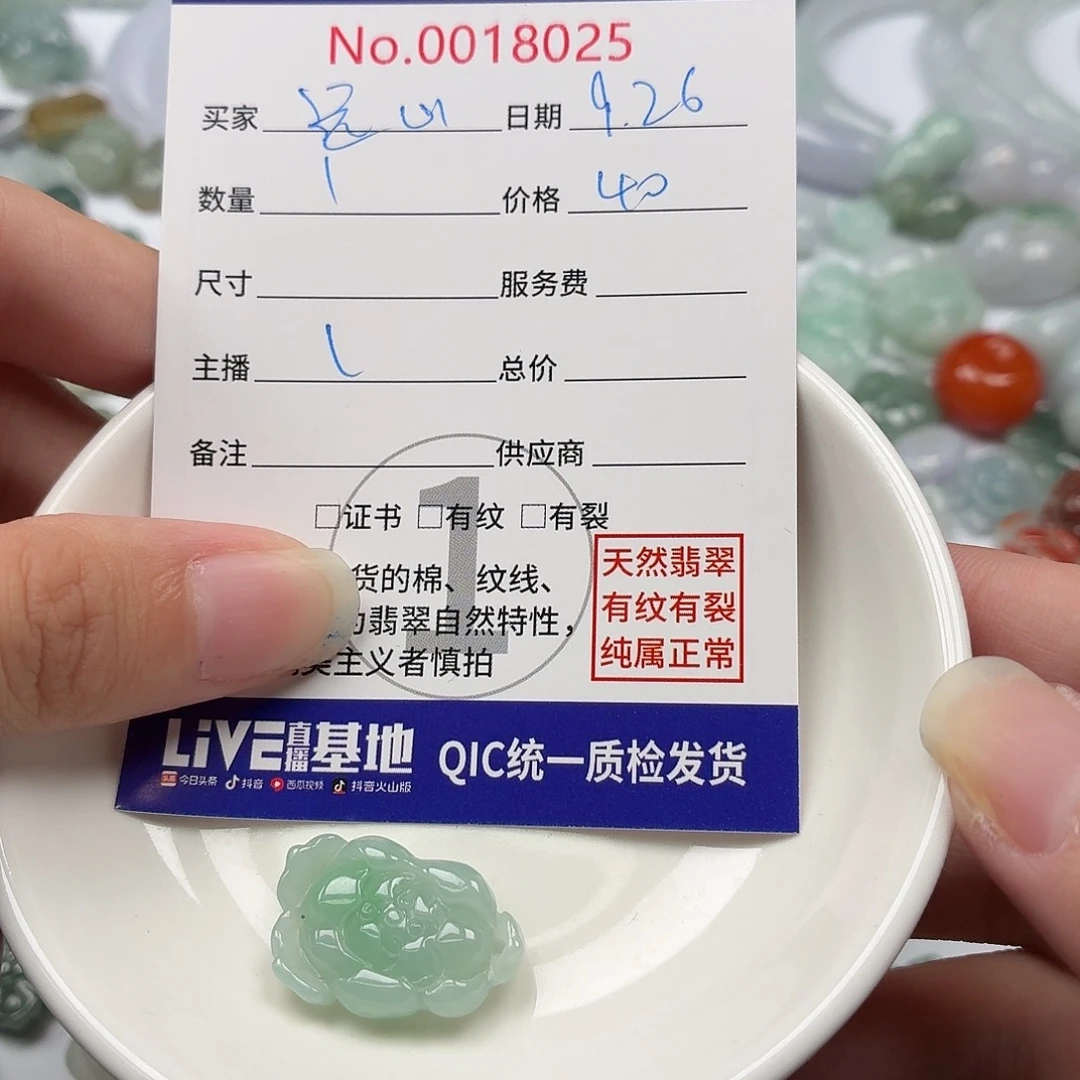 No.0018025
买家 远山 日期 9.26
数量 1 价格 40
尺寸 服务费
主播 总价
备注 供应商
1
□证书 □有纹 □有裂
货的棉、纹线、
翡翠自然特性，
主义者慎拍
天然翡翠
有纹有裂
纯属正常
LiVE直播基地 QIC统一质检发货
今日头条 抖音 西瓜视频 抖音火山版